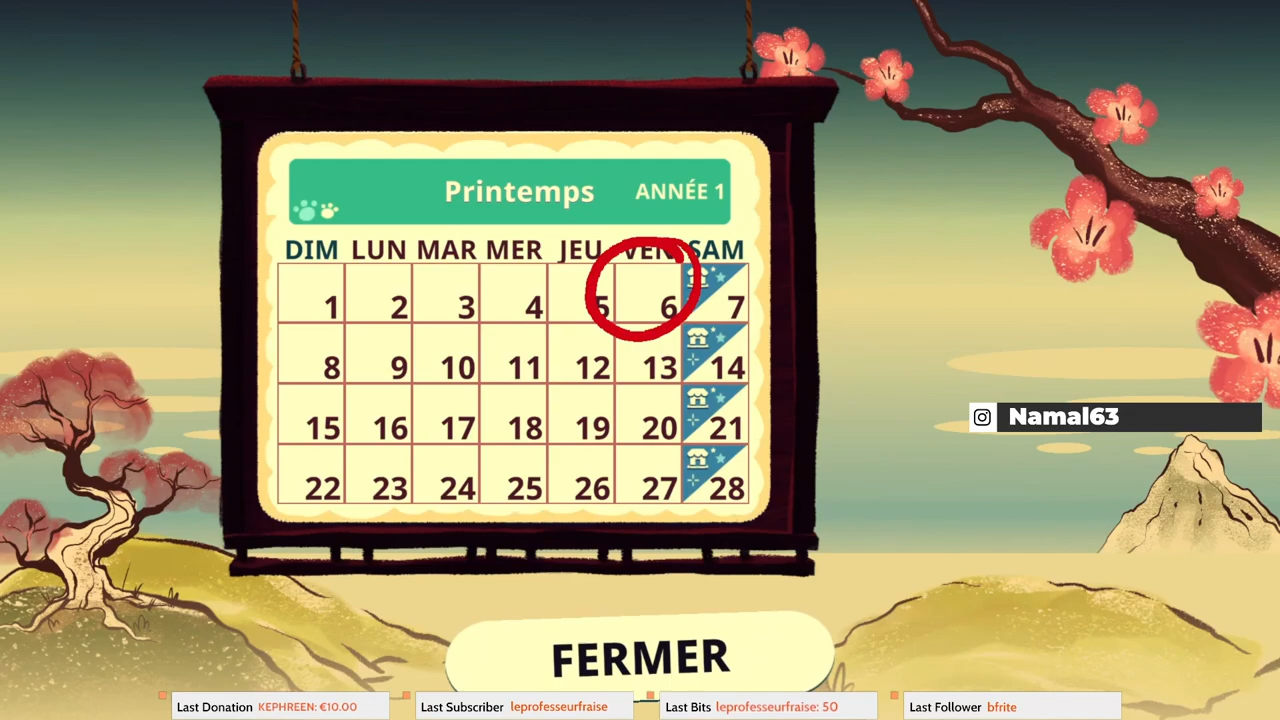 Printemps ANNÉE 1
DIM LUN MAR MER JEU VEN SAM
1 2 3 4 5 6 7
8 9 10 11 12 13 14
15 16 17 18 19 20 21
22 23 24 25 26 27 28
Namal63
FERMER
Last Donation KEPHREEN: €10.00
Last Subscriber leprofesseurfraise
Last Bits leprofesseurfraise: 50
Last Follower bfrite